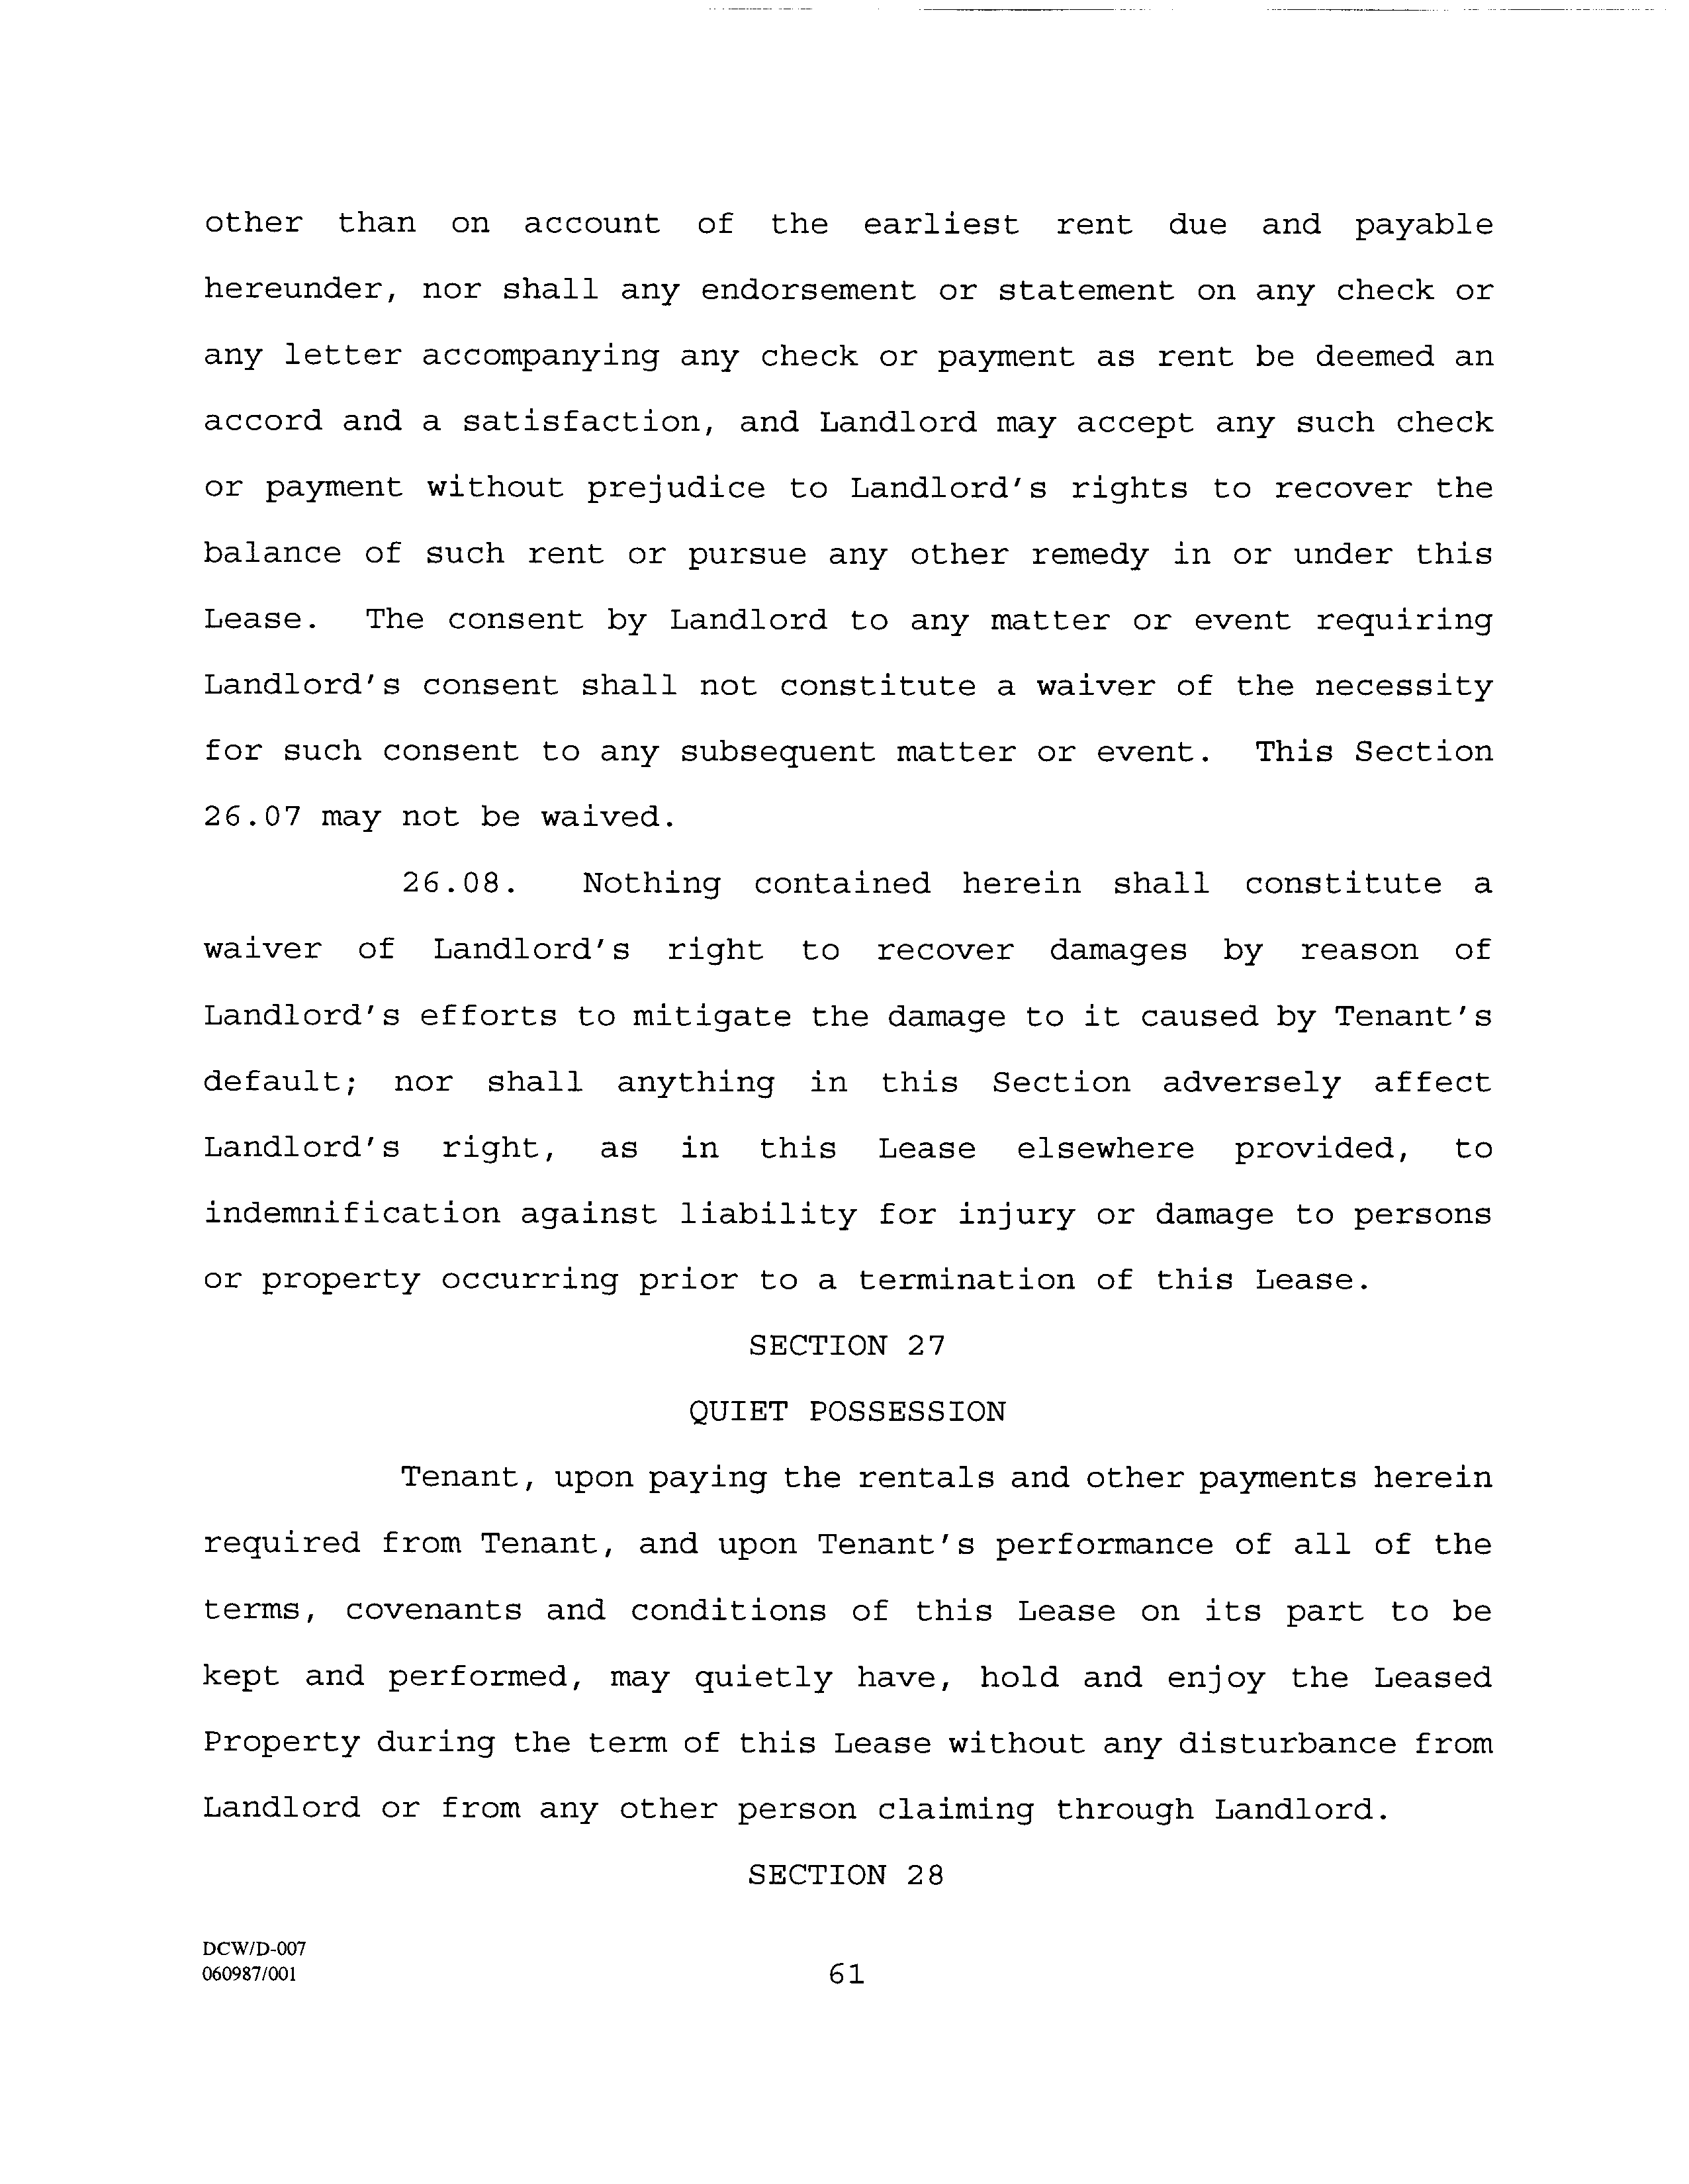 other than on account of the earliest rent due and payable
hereunder, nor shall any endorsement or statement on any check or
any letter accompanying any check or payment as rent be deemed an
accord and a satisfaction, and Landlord may accept any such check
or payment without prejudice to Landlord's rights to recover the
balance of such rent or pursue any other remedy in or under this
Lease. The consent by Landlord to any matter or event requiring
Landlord's consent shall not constitute a waiver of the necessity
for such consent to any subsequent matter or event. This Section
26.07 may not be waived.
26.08. Nothing contained herein shall constitute a
waiver of Landlord's right to recover damages by reason of
Landlord's efforts to mitigate the damage to it caused by Tenant's
default; nor shall anything in this Section adversely affect
Landlord's right, as in this Lease elsewhere provided, to
indemnification against liability for injury or damage to persons
or property occurring prior to a termination of this Lease.
SECTION 27
QUIET POSSESSION
Tenant, upon paying the rentals and other payments herein
required from Tenant, and upon Tenant's performance of all of the
terms, covenants and conditions of this Lease on its part to be
kept and performed, may quietly have, hold and enjoy the Leased
Property during the term of this Lease without any disturbance from
Landlord or from any other person claiming through Landlord.
SECTION 28
DCW/D-007
060987/001
61